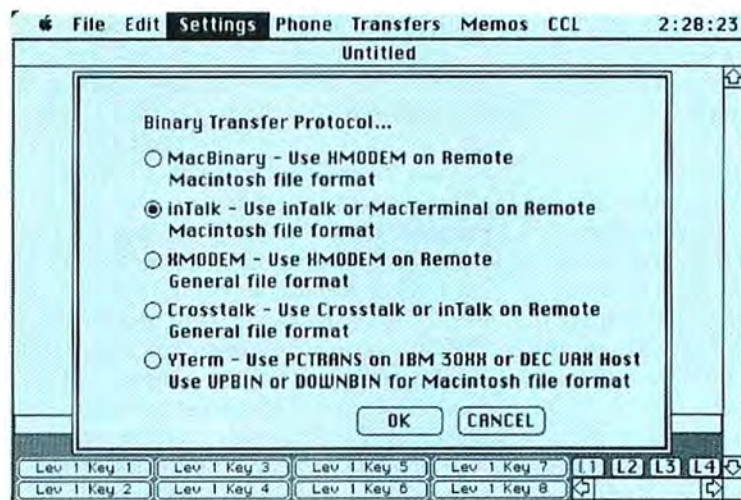 File Edit Settings Phone Transfers Memos CCL 2:28:23
Untitled
Binary Transfer Protocol...
MacBinary - Use XMODEM on Remote
Macintosh file format
inTalk - Use inTalk or MacTerminal on Remote
Macintosh file format
XMODEM - Use XMODEM on Remote
General file format
Crosstalk - Use Crosstalk or inTalk on Remote
General file format
YTerm - Use PCTRANS on IBM 30XX or DEC VAX Host
Use UPBIN or DOWNBIN for Macintosh file format
OK CANCEL
Lev 1 Key 1 Lev 1 Key 3 Lev 1 Key 5 Lev 1 Key 7 L1 L2 L3 L4
Lev 1 Key 2 Lev 1 Key 4 Lev 1 Key 6 Lev 1 Key 8